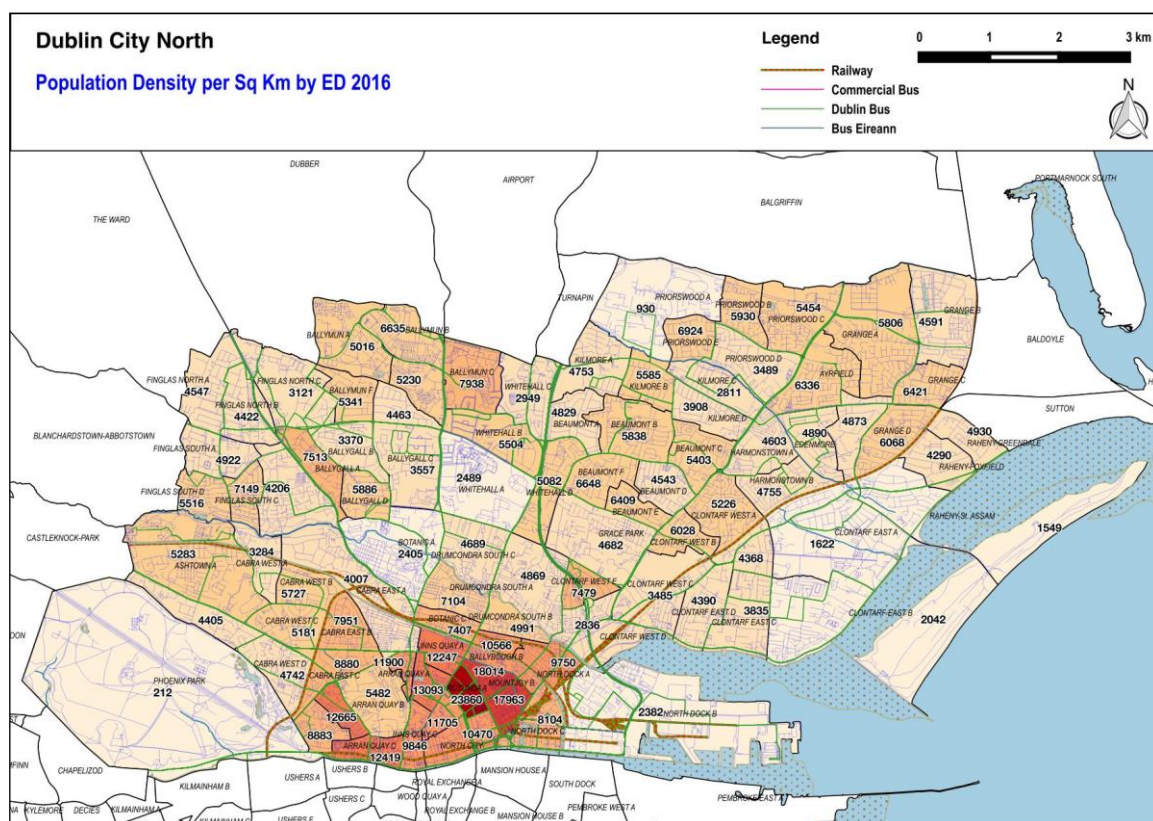 Dublin City North
Population Density per Sq Km by ED 2016
Legend
0 1 2 3 km
Railway
Commercial Bus
Dublin Bus
Bus Eireann
N
DUBBER
AIRPORT
PORTMARNOCK SOUTH
BALGRIFFIN
THE WARD
TURNAPIN
PRIORSWOOD A
930
PRIORSWOOD B
5930
5454
PRIORSWOOD C
5806
4591
GRANGE B
BALLYMUN A
6635
BALLYMUN B
5016
6924
PRIORSWOOD E
GRANGE A
BALDOYLE
KILMORE A
4753
PRIORSWOOD D
3489
AYRFIELD
6336
GRANGE C
6421
FINGLAS NORTH A
4547
FINGLAS NORTH C
3121
5230
BALLYMUN C
7938
WHITEHALL C
2949
5585
KILMORE B
KILMORE C
2811
BALLYMUN F
5341
FINGLAS NORTH B
4422
4463
4829
BEAUMONT A
3908
KILMORE D
SUTTON
BLANCHARDSTOWN-ABBOTSTOWN
WHITEHALL B
5504
BEAUMONT B
5838
4603
HARMONSTOWN A
4890
EDENMORE
4873
GRANGE D
6068
4930
RAHENY-GREENDALE
FINGLAS SOUTH A
4922
7513
BALLYGALL A
3370
BALLYGALL B
BALLYGALL C
3557
BEAUMONT C
5403
4290
RAHENY-FOXFIELD
7149
4206
FINGLAS SOUTH C
5886
BALLYGALL D
2489
WHITEHALL A
5082
WHITEHALL D
BEAUMONT F
6648
4543
BEAUMONT D
HARMONSTOWN B
4755
FINGLAS SOUTH D
5516
6409
BEAUMONT E
5226
CLONTARF WEST A
RAHENY-St. ASSAM
CASTLEKNOCK-PARK
1549
BOTANIC A
2405
4689
DRUMCONDRA SOUTH C
GRACE PARK
4682
6028
CLONTARF WEST B
CLONTARF EAST A
1622
5283
ASHTOWN A
3284
CABRA WEST A
4368
CABRA WEST B
5727
4007
CABRA EAST A
4869
DRUMCONDRA SOUTH A
CLONTARF WEST E
7479
CLONTARF WEST C
3485
4390
CLONTARF EAST D
3835
CLONTARF EAST C
CLONTARF EAST B
2042
4405
CABRA WEST C
5181
7951
CABRA EAST B
7104
BOTANIC C
7407
DRUMCONDRA SOUTH B
4991
2836
CLONTARF WEST D
INNS QUAY A
12247
10566
BALLYBOUGH B
CABRA WEST D
4742
8880
CABRA EAST C
11900
ARRAN QUAY A
18014
MOUNTJOY B
9750
NORTH DOCK A
PHOENIX PARK
212
5482
ARRAN QUAY B
13093
23860
17963
12665
8883
11705
INNS QUAY C
10470
8104
NORTH DOCK C
2382
NORTH DOCK B
ARRAN QUAY C
9846
NORTH CITY
12419
CHAPELIZOD
KILMAINHAM B
USHERS A
USHERS B
ROYAL EXCHANGE A
MANSION HOUSE A
SOUTH DOCK
KYLEMORE
DECIES
KILMAINHAM A
USHERS C
WOOD QUAY A
ROYAL EXCHANGE B
MANSION HOUSE B
PEMBROKE WEST A
PEMBROKE EAST A